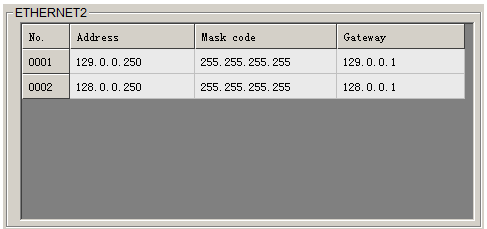 ETHERNET2
No. Address Mask code Gateway
0001 129.0.0.250 255.255.255.255 129.0.0.1
0002 128.0.0.250 255.255.255.255 128.0.0.1